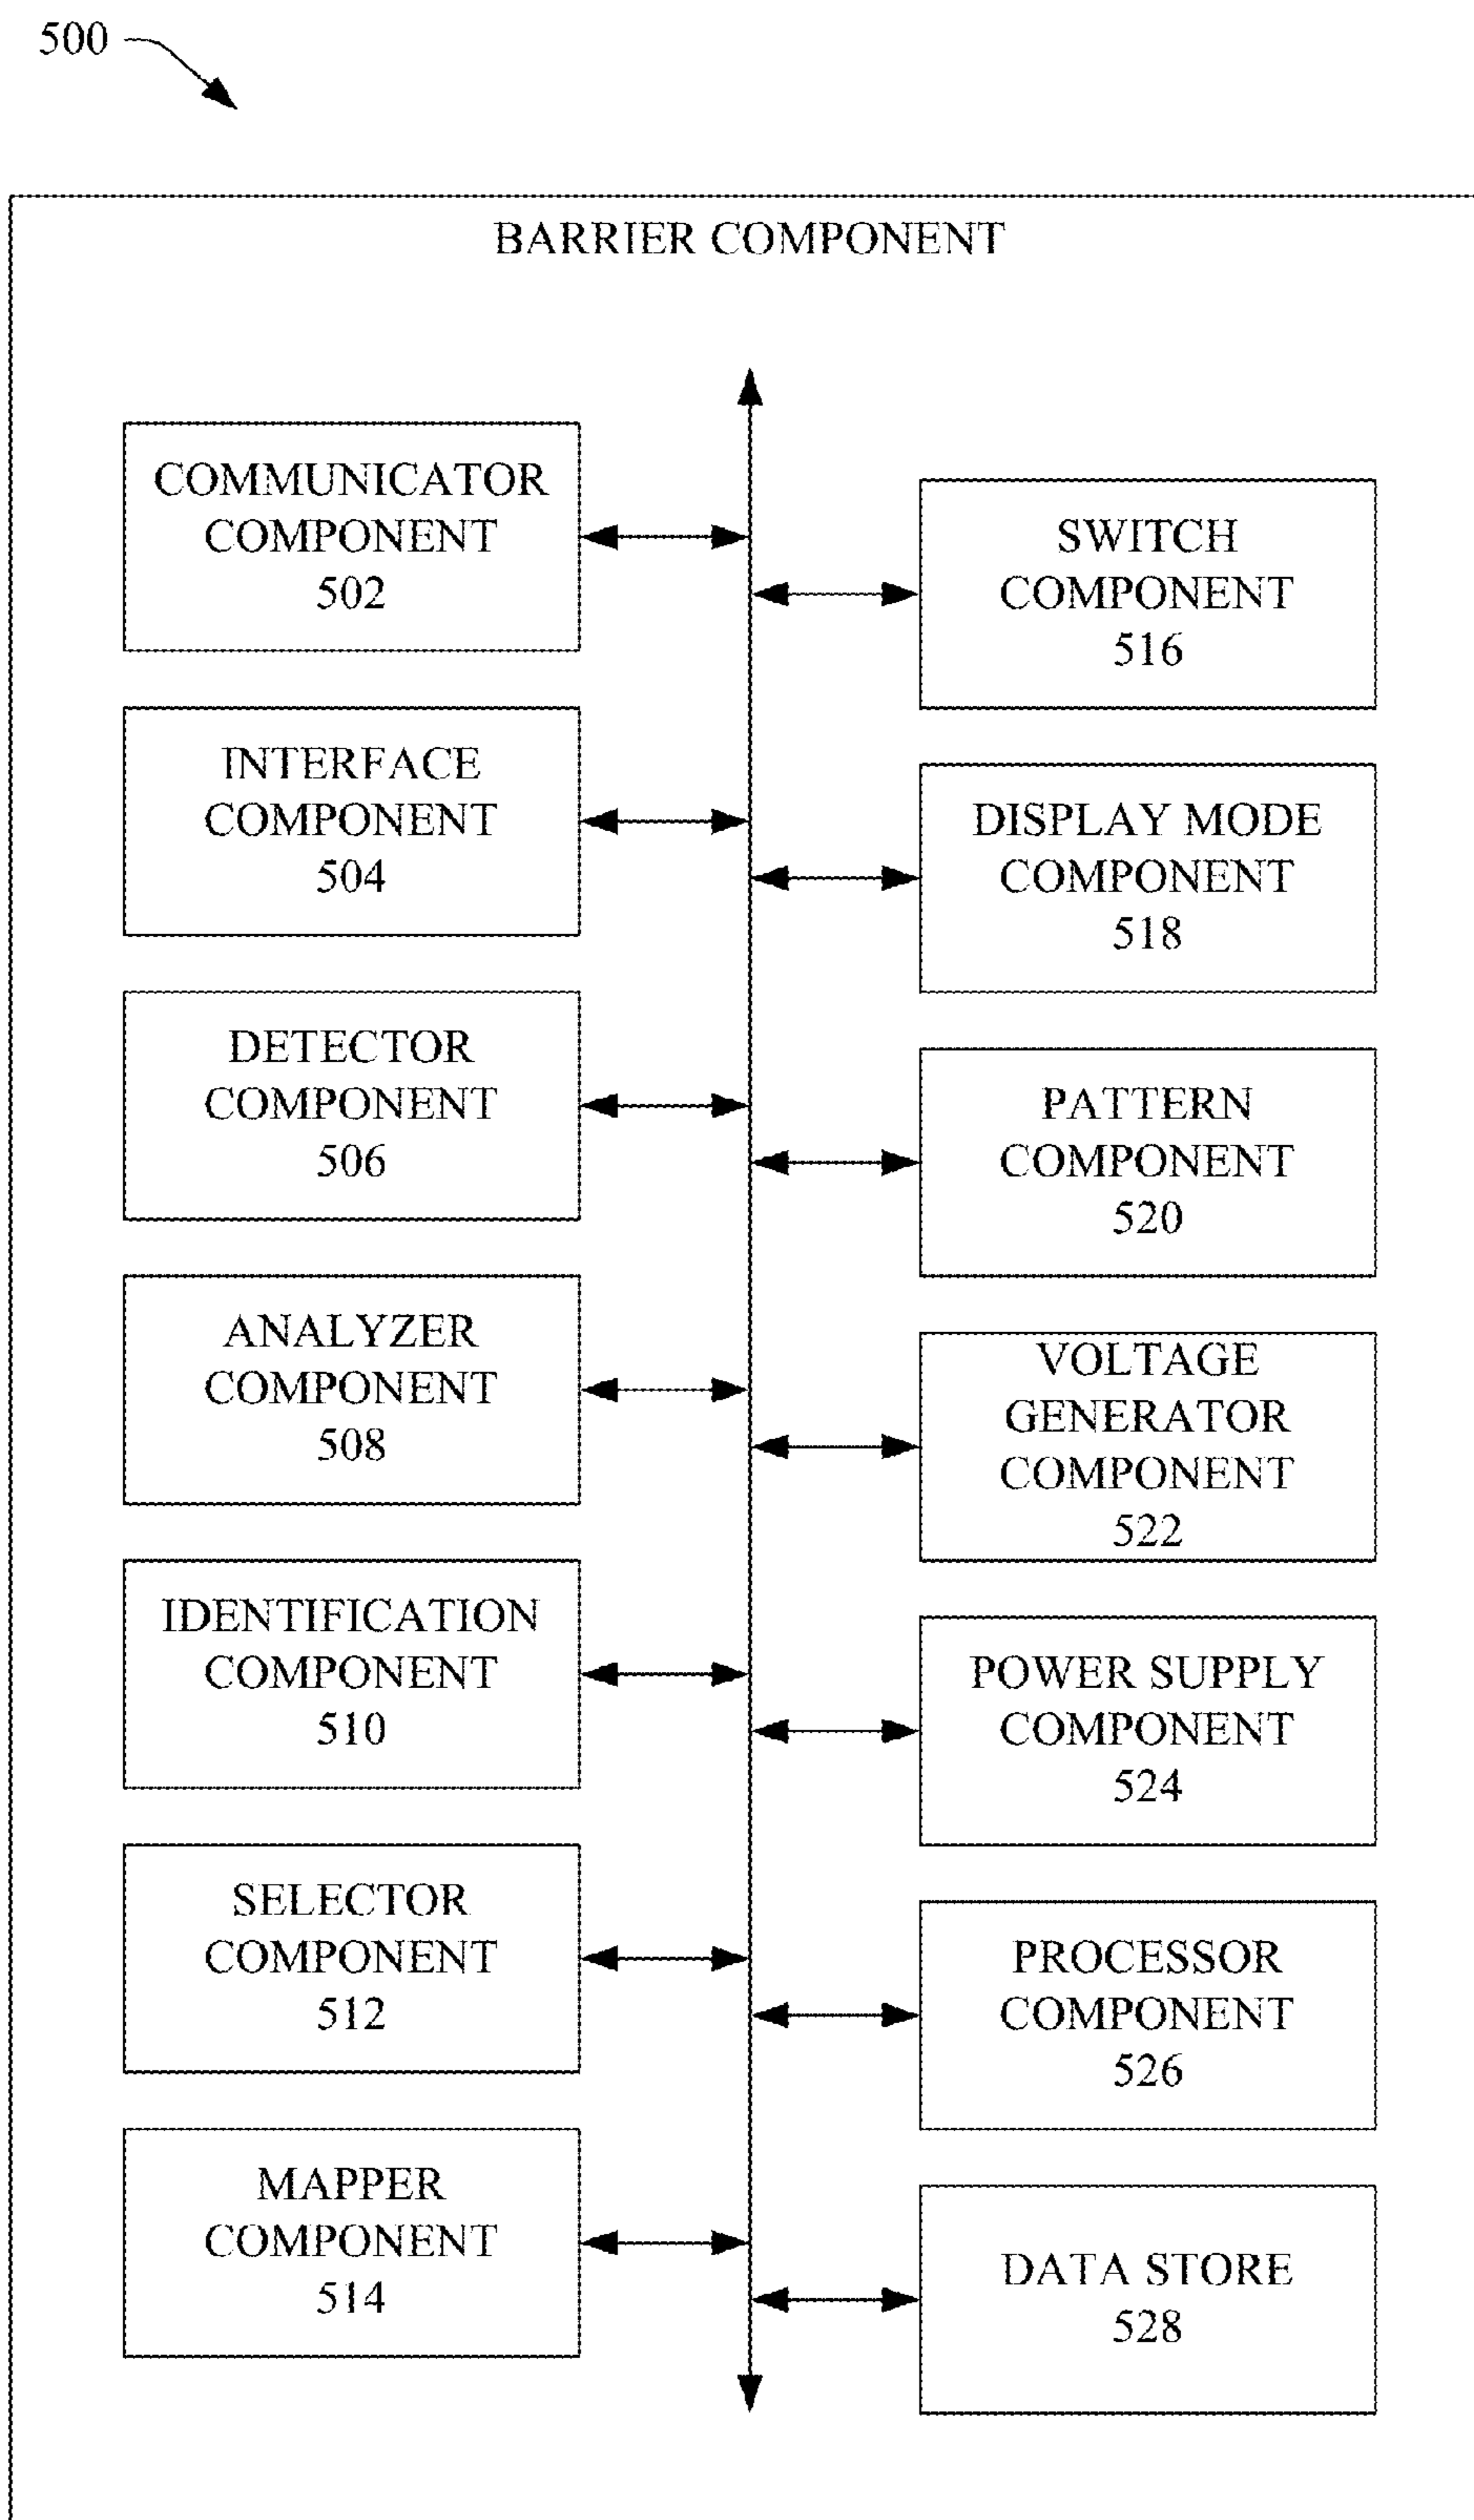 500
BARRIER COMPONENT
COMMUNICATOR
COMPONENT
502
INTERFACE
COMPONENT
504
DETECTOR
COMPONENT
506
ANALYZER
COMPONENT
508
IDENTIFICATION
COMPONENT
510
SELECTOR
COMPONENT
512
MAPPER
COMPONENT
514
SWITCH
COMPONENT
516
DISPLAY MODE
COMPONENT
518
PATTERN
COMPONENT
520
VOLTAGE
GENERATOR
COMPONENT
522
POWER SUPPLY
COMPONENT
524
PROCESSOR
COMPONENT
526
DATA STORE
528